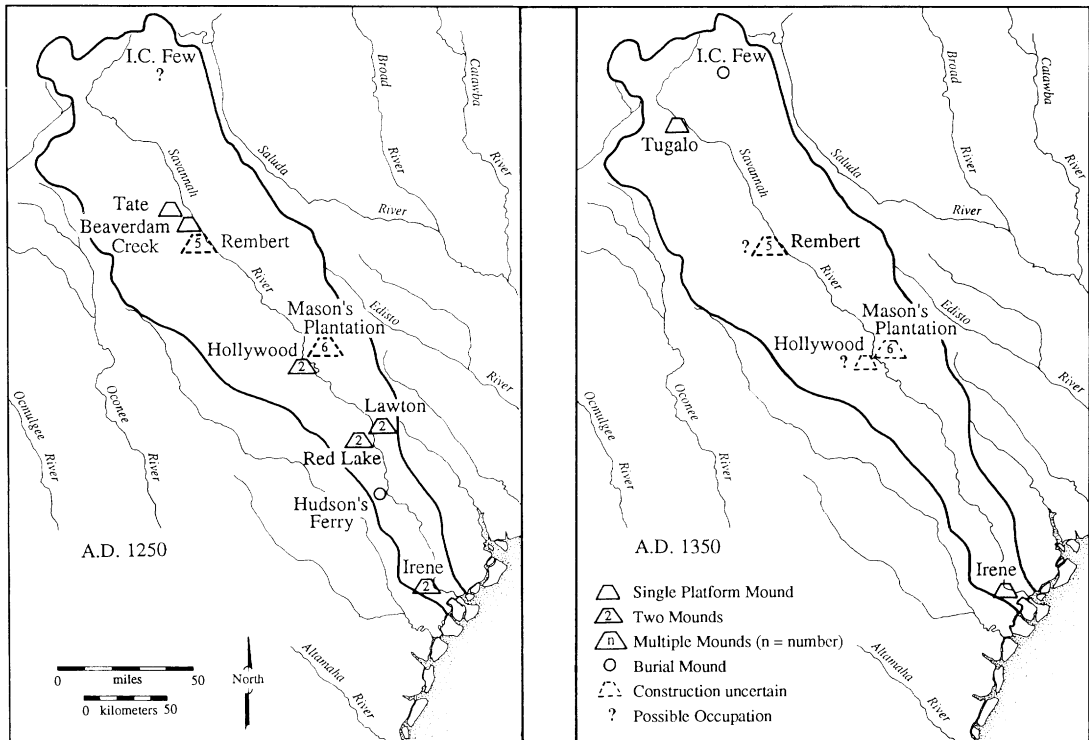 I.C. Few
?
Broad
River
Catawba
River
Savannah
River
Saluda
River
Tate
Beaverdam
Creek
5
Rembert
Mason's
Plantation
6
Edisto
River
Hollywood
2
Lawton
2
Red Lake
2
Hudson's
Ferry
Ocmulgee
River
Oconee
River
A.D. 1250
Irene
2
Altamaha
River
0 miles 50
0 kilometers 50
North
I.C. Few
Broad
River
Catawba
River
Tugalo
Savannah
River
Saluda
River
? 5 Rembert
Mason's
Plantation
6
Edisto
River
Hollywood
?
Ocmulgee
River
Oconee
River
A.D. 1350
Irene
Altamaha
River
Single Platform Mound
2 Two Mounds
n Multiple Mounds (n = number)
Burial Mound
Construction uncertain
? Possible Occupation